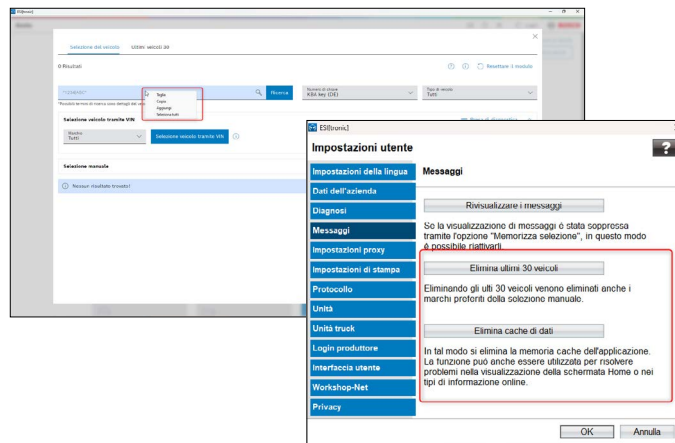 ESI[tronic]
Selezione del veicolo Ultimi veicoli 30
0 Risultati
Resettare il modulo
Ricerca
Numero di chiave
KBA key (DE)
Tipo di veicolo
Tutti
Taglia
Copia
Aggiungi
Seleziona tutti
Selezione veicolo tramite VIN
Marchio
Tutti
Selezione veicolo tramite VIN
Selezione manuale
Nessun risultato trovato!
ESI[tronic]
Impostazioni utente
?
Impostazioni della lingua
Dati dell'azienda
Diagnosi
Messaggi
Impostazioni proxy
Impostazioni di stampa
Protocollo
Unità
Unità truck
Login produttore
Interfaccia utente
Workshop-Net
Privacy
Messaggi
Rivisualizzare i messaggi
Se la visualizzazione di messaggi è stata soppressa
tramite l'opzione "Memorizza selezione", in questo modo
è possibile riattivarli.
Elimina ultimi 30 veicoli
Eliminando gli ulti 30 veicoli venono eliminati anche i
marchi preferiti della selezione manuale.
Elimina cache di dati
In tal modo si elimina la memoria cache dell'applicazione.
La funzione può anche essere utilizzata per risolvere
problemi nella visualizzazione della schermata Home o nei
tipi di informazione online.
OK Annulla